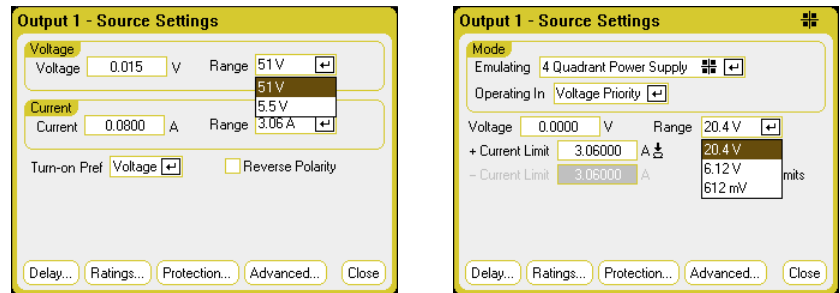 Output 1 - Source Settings
Voltage
Voltage 0.015 V Range 51 V
51 V
5.5 V
Current
Current 0.0800 A Range 3.06 A
Turn-on Pref Voltage Reverse Polarity
Delay... Ratings... Protection... Advanced... Close
Output 1 - Source Settings
Mode
Emulating 4 Quadrant Power Supply
Operating In Voltage Priority
Voltage 0.0000 V Range 20.4 V
20.4 V
6.12 V
612 mV
+ Current Limit 3.06000 A
– Current Limit 3.06000 A mits
Delay... Ratings... Protection... Advanced... Close